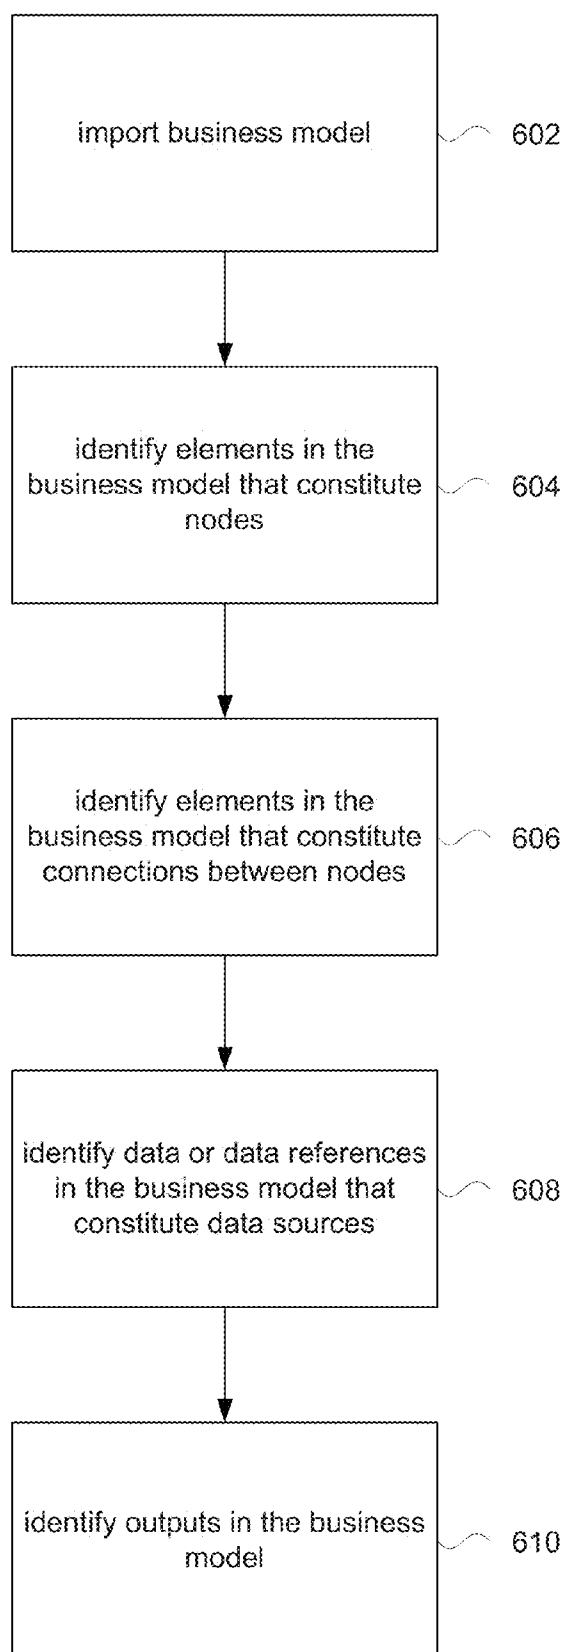 import business model
602
identify elements in the
business model that constitute
nodes
604
identify elements in the
business model that constitute
connections between nodes
606
identify data or data references
in the business model that
constitute data sources
608
identify outputs in the business
model
610